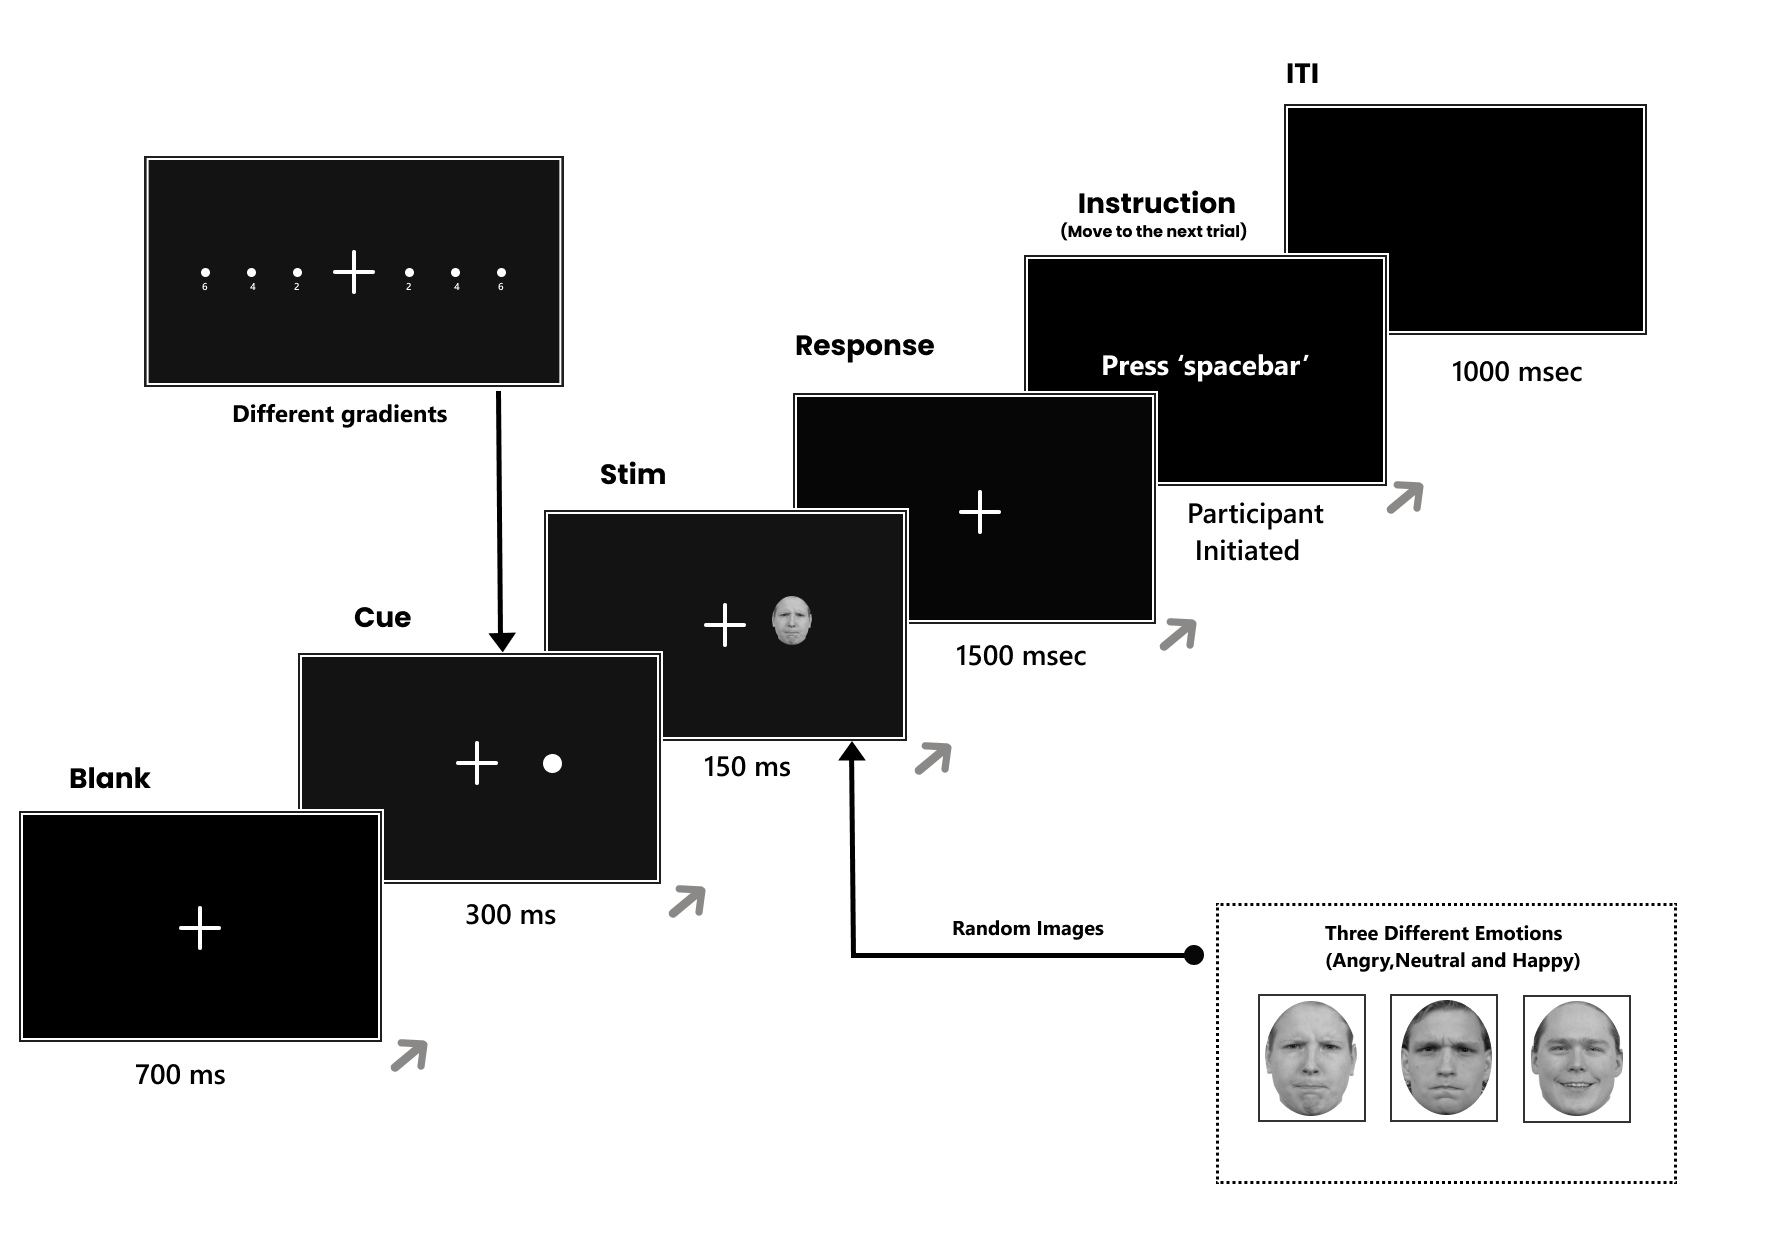 ITI
Instruction
(Move to the next trial)
6 4 2 2 4 6
Press ‘spacebar’
Response
1000 msec
Different gradients
Stim
Participant
Initiated
Cue
1500 msec
150 ms
Blank
300 ms
Random Images
Three Different Emotions
(Angry,Neutral and Happy)
700 ms